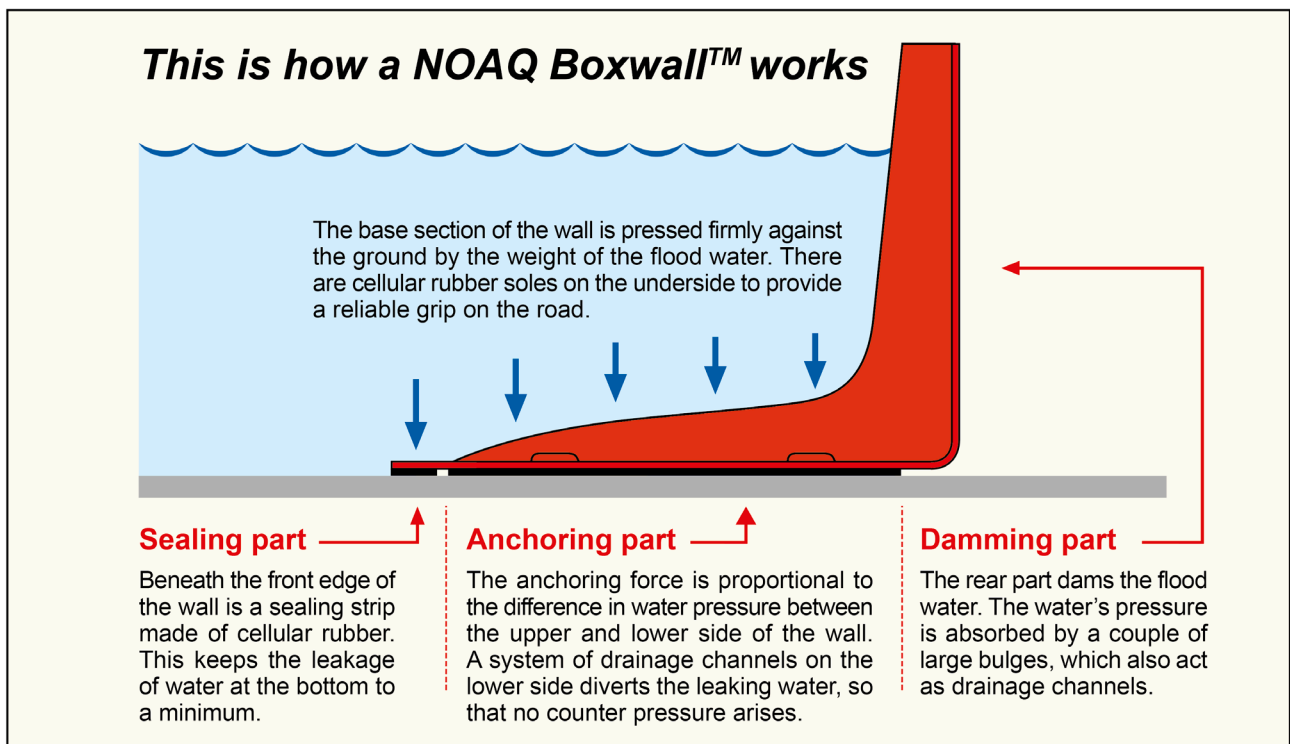 This is how a NOAQ Boxwall™ works
The base section of the wall is pressed firmly against
the ground by the weight of the flood water. There
are cellular rubber soles on the underside to provide
a reliable grip on the road.
Sealing part
Beneath the front edge of
the wall is a sealing strip
made of cellular rubber.
This keeps the leakage
of water at the bottom to
a minimum.
Anchoring part
The anchoring force is proportional to
the difference in water pressure between
the upper and lower side of the wall.
A system of drainage channels on the
lower side diverts the leaking water, so
that no counter pressure arises.
Damming part
The rear part dams the flood
water. The water’s pressure
is absorbed by a couple of
large bulges, which also act
as drainage channels.